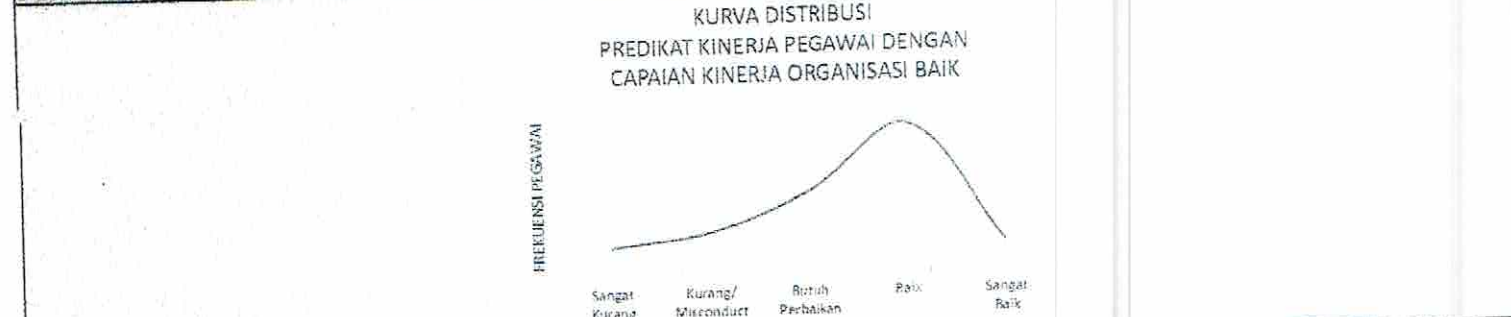 KURVA DISTRIBUSI
PREDIKAT KINERJA PEGAWAI DENGAN
CAPAIAN KINERJA ORGANISASI BAIK
FREKUENSI PEGAWAI
Sangat Kurang
Kurang/ Misconduct
Butuh Perbaikan
Baik
Sangat Baik